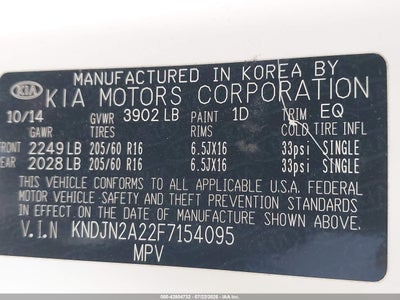 MANUFACTURED IN KOREA BY
KIA KIA MOTORS CORPORATION
10/14 GVWR 3902 LB PAINT 1D TRIM EQ
GAWR TIRES RIMS COLD TIRE INFL
FRONT 2249 LB 205/60 R16 6.5JX16 33psi SINGLE
REAR 2028 LB 205/60 R16 6.5JX16 33psi SINGLE
THIS VEHICLE CONFORMS TO ALL APPLICABLE U.S.A. FEDERAL
MOTOR VEHICLE SAFETY AND THEFT PREVENTION STANDARDS
IN EFFECT ON THE DATE OF MANUFACTURE SHOWN ABOVE.
V.I.N KNDJN2A22F7154095
MPV